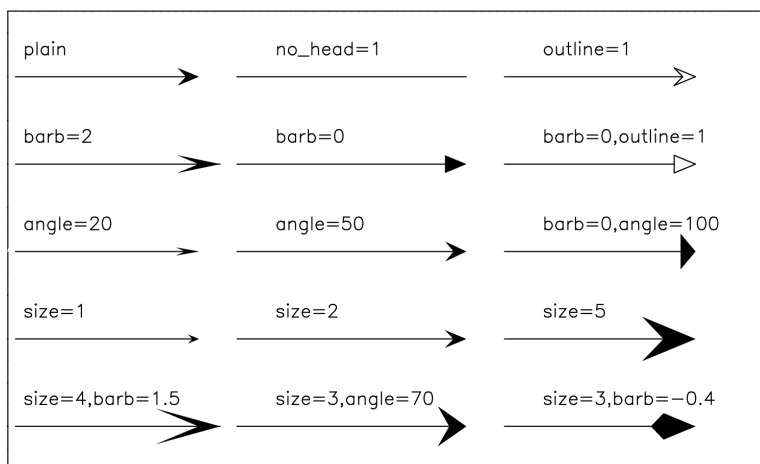 plain no_head=1 outline=1
barb=2 barb=0 barb=0,outline=1
angle=20 angle=50 barb=0,angle=100
size=1 size=2 size=5
size=4,barb=1.5 size=3,angle=70 size=3,barb=−0.4